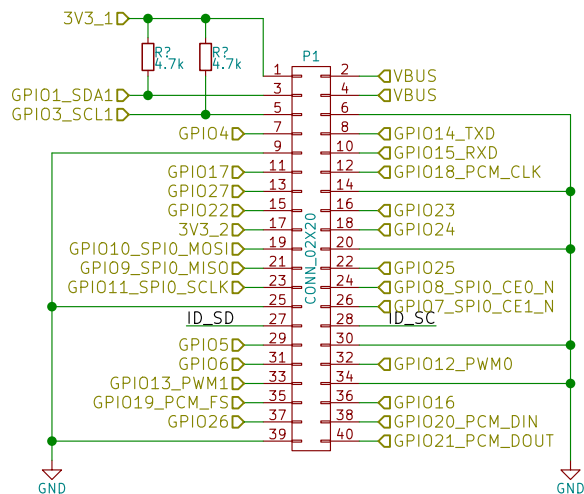 3V3_1
P1
R?
4.7k
R?
4.7k
1 2 VBUS
GPIO1_SDA1 3 4 VBUS
GPIO3_SCL1 5 6
GPIO4 7 8 GPIO14_TXD
9 10 GPIO15_RXD
GPIO17 11 12 GPIO18_PCM_CLK
GPIO27 13 14
GPIO22 15 16 GPIO23
3V3_2 17 18 GPIO24
GPIO10_SPI0_MOSI 19 20
GPIO9_SPI0_MISO 21 22 GPIO25
GPIO11_SPI0_SCLK 23 24 GPIO8_SPI0_CE0_N
25 26 GPIO7_SPI0_CE1_N
ID_SD 27 28 ID_SC
GPIO5 29 30
GPIO6 31 32 GPIO12_PWM0
GPIO13_PWM1 33 34
GPIO19_PCM_FS 35 36 GPIO16
GPIO26 37 38 GPIO20_PCM_DIN
39 40 GPIO21_PCM_DOUT
CONN_02X20
GND
GND